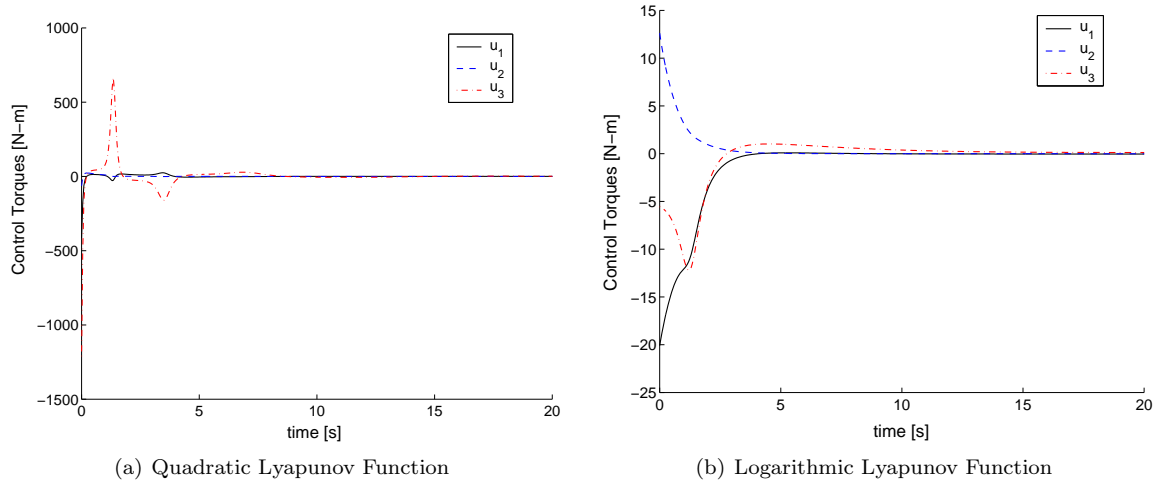 1000
500
0
−500
−1000
−1500
Control Torques [N−m]
0
5
10
15
20
time [s]
u1
u2
u3
(a) Quadratic Lyapunov Function
15
10
5
0
−5
−10
−15
−20
−25
Control Torques [N−m]
0
5
10
15
20
time [s]
u1
u2
u3
(b) Logarithmic Lyapunov Function